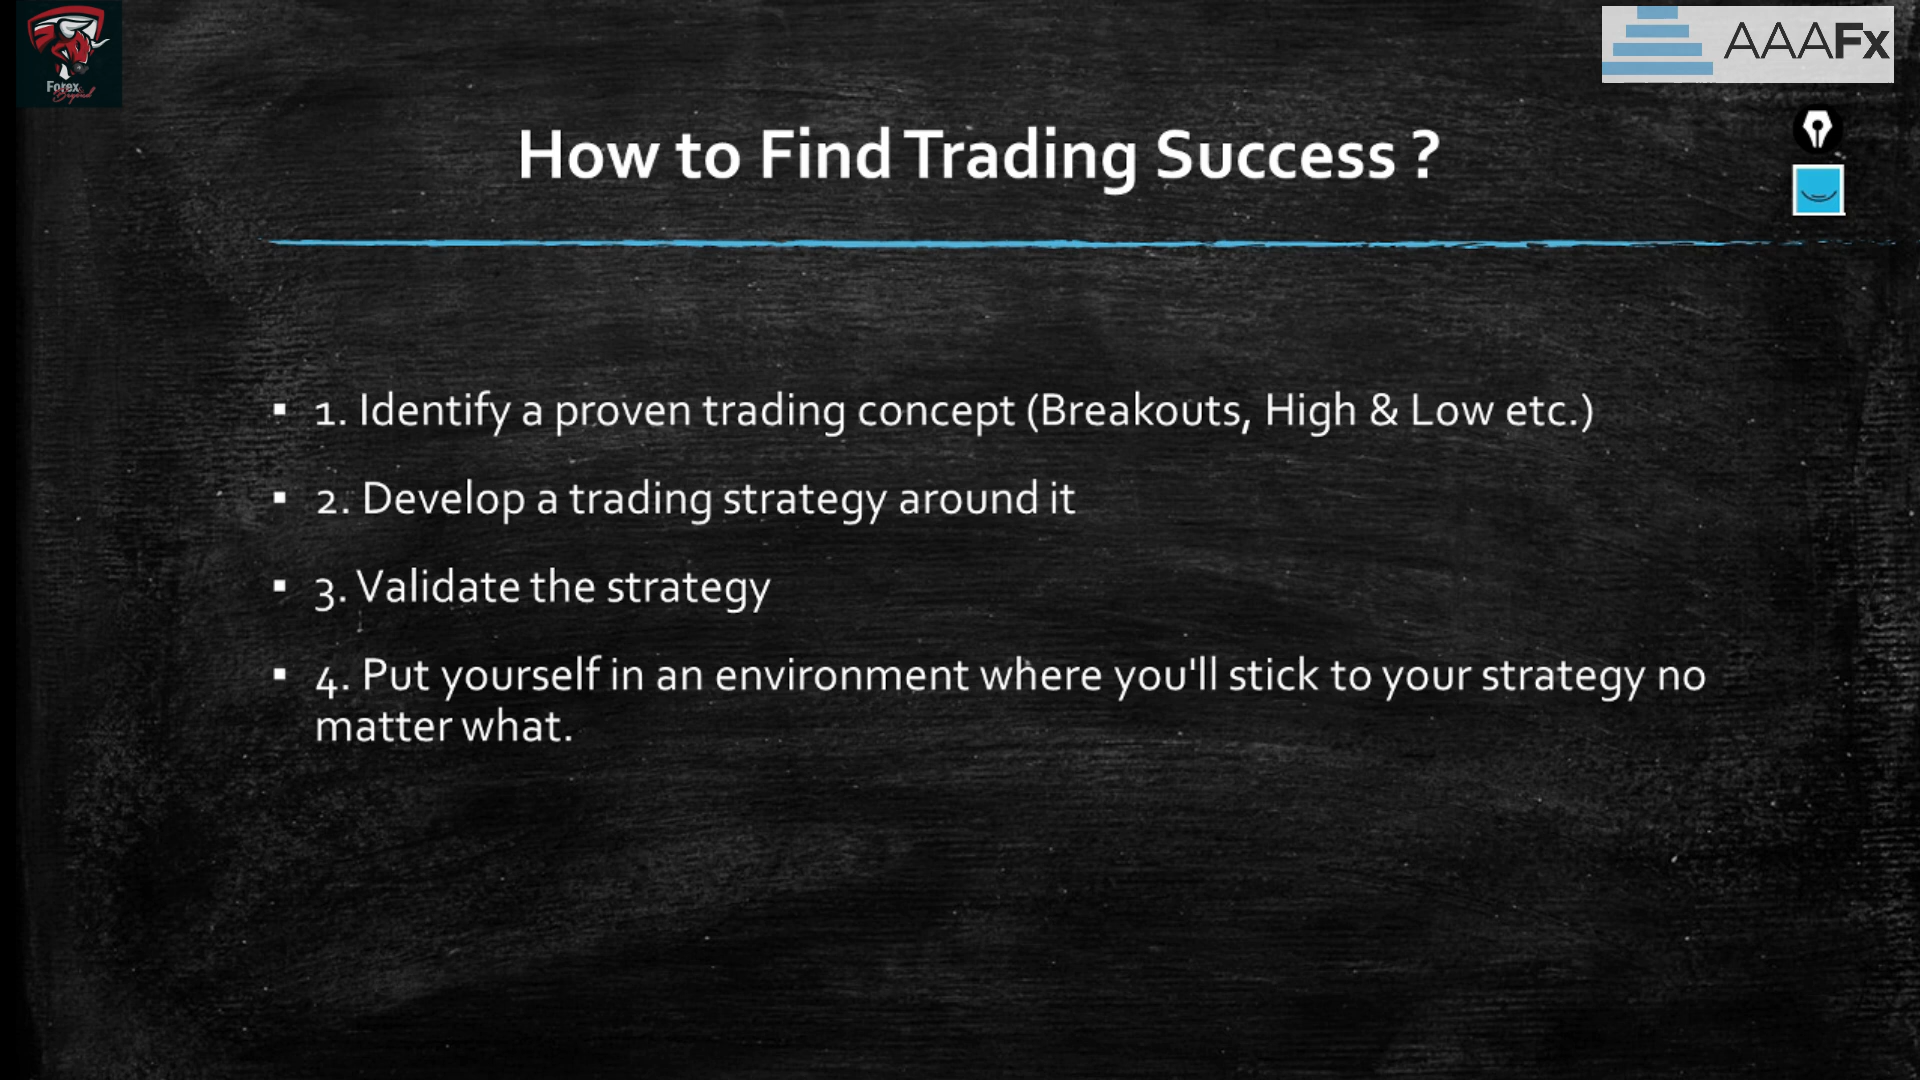 Forex
Beyond
AAAFx
How to Find Trading Success ?
▪ 1. Identify a proven trading concept (Breakouts, High & Low etc.)
▪ 2. Develop a trading strategy around it
▪ 3. Validate the strategy
▪ 4. Put yourself in an environment where you'll stick to your strategy no
matter what.